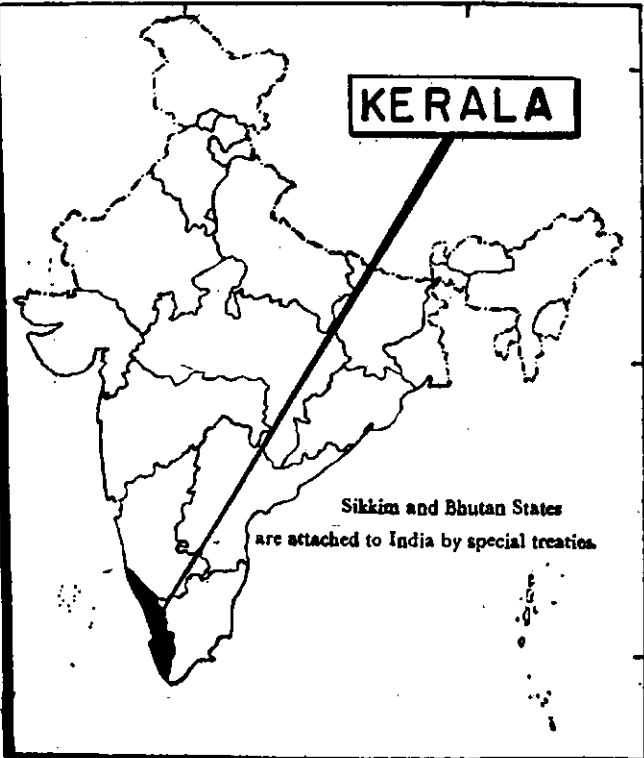 KERALA
Sikkim and Bhutan States
are attached to India by special treaties.